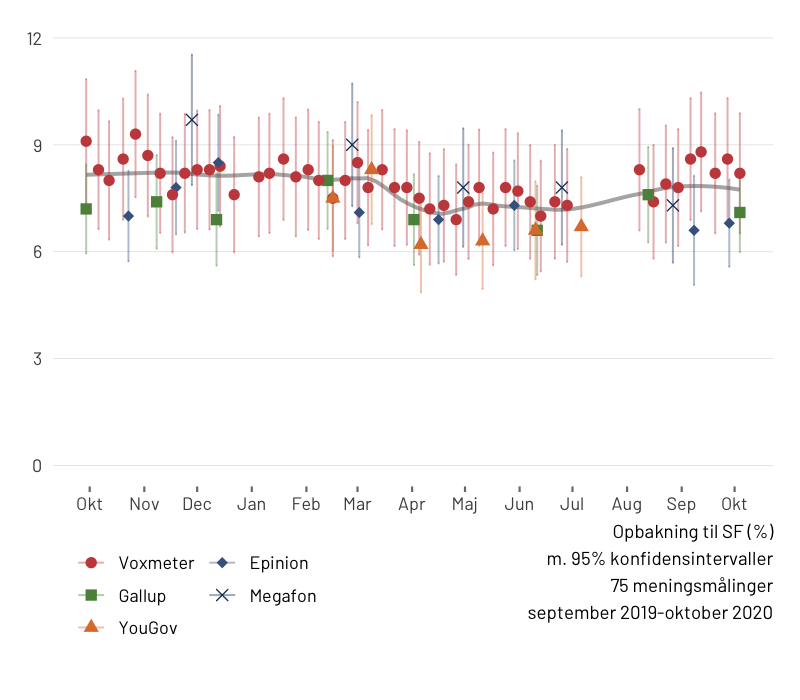 12
9
6
3
0
Okt Nov Dec Jan Feb Mar Apr Maj Jun Jul Aug Sep Okt
Opbakning til SF (%)
m. 95% konfidensintervaller
75 meningsmålinger
september 2019-oktober 2020
Voxmeter Epinion
Gallup Megafon
YouGov